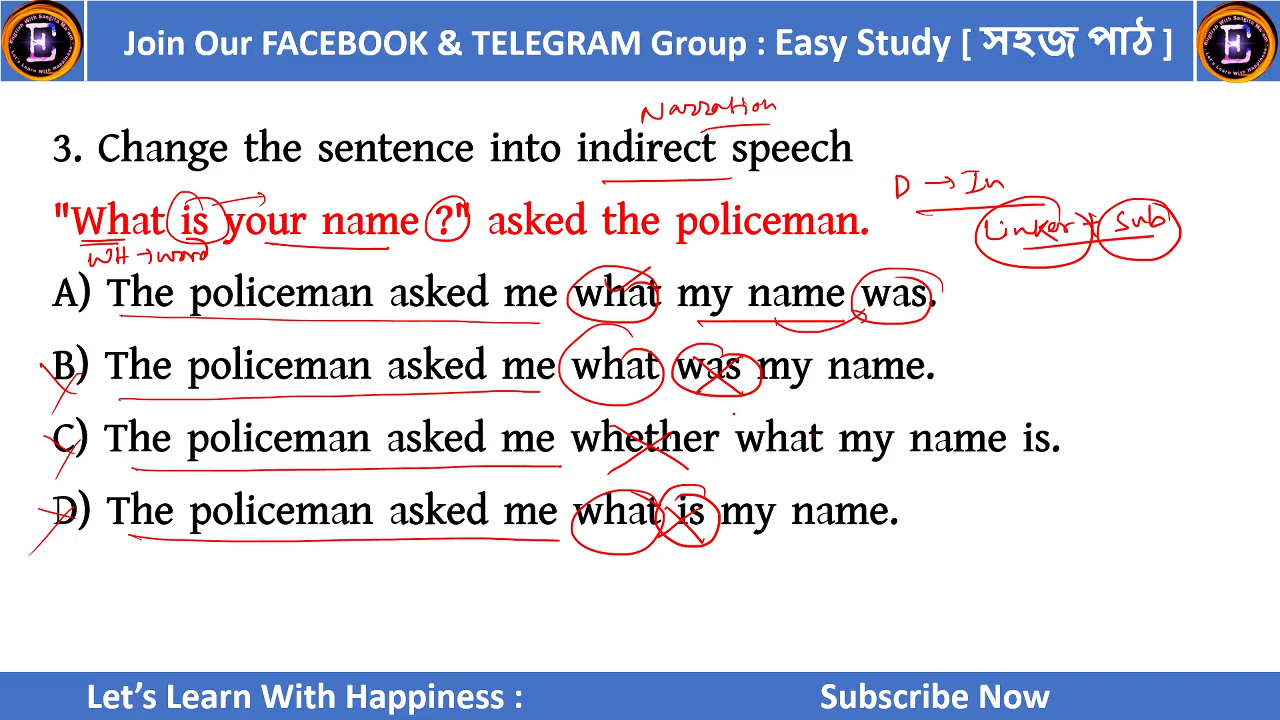 Join Our FACEBOOK & TELEGRAM Group : Easy Study [ সহজ পাঠ ]
Narration
3. Change the sentence into indirect speech
D → In
"What is your name ?" asked the policeman.
Linker + Sub
WH → word
A) The policeman asked me what my name was.
B) The policeman asked me what was my name.
C) The policeman asked me whether what my name is.
D) The policeman asked me what is my name.
Let's Learn With Happiness :
Subscribe Now